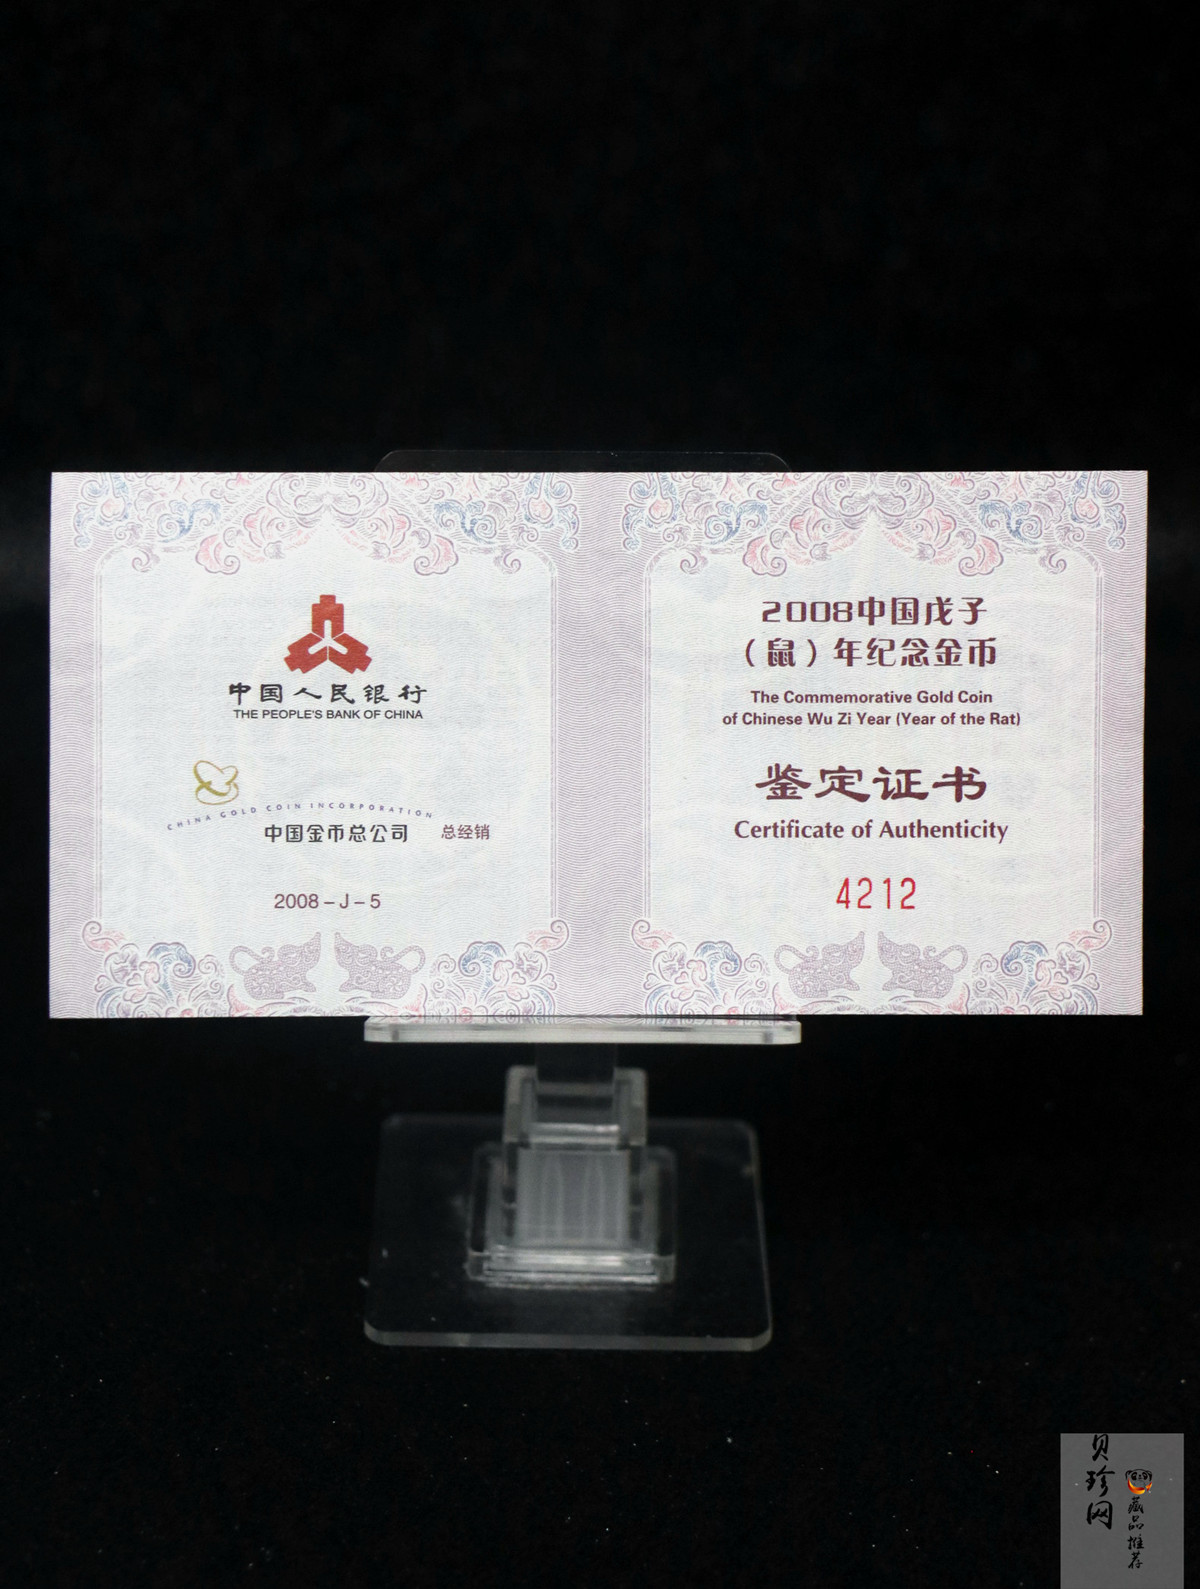 中国人民银行
THE PEOPLE'S BANK OF CHINA
CHINA GOLD COIN INCORPORATION
中国金币总公司 总经销
2008-J-5
2008中国戊子
（鼠）年纪念金币
The Commemorative Gold Coin
of Chinese Wu Zi Year (Year of the Rat)
鉴定证书
Certificate of Authenticity
4212
贝珍网
藏品推荐